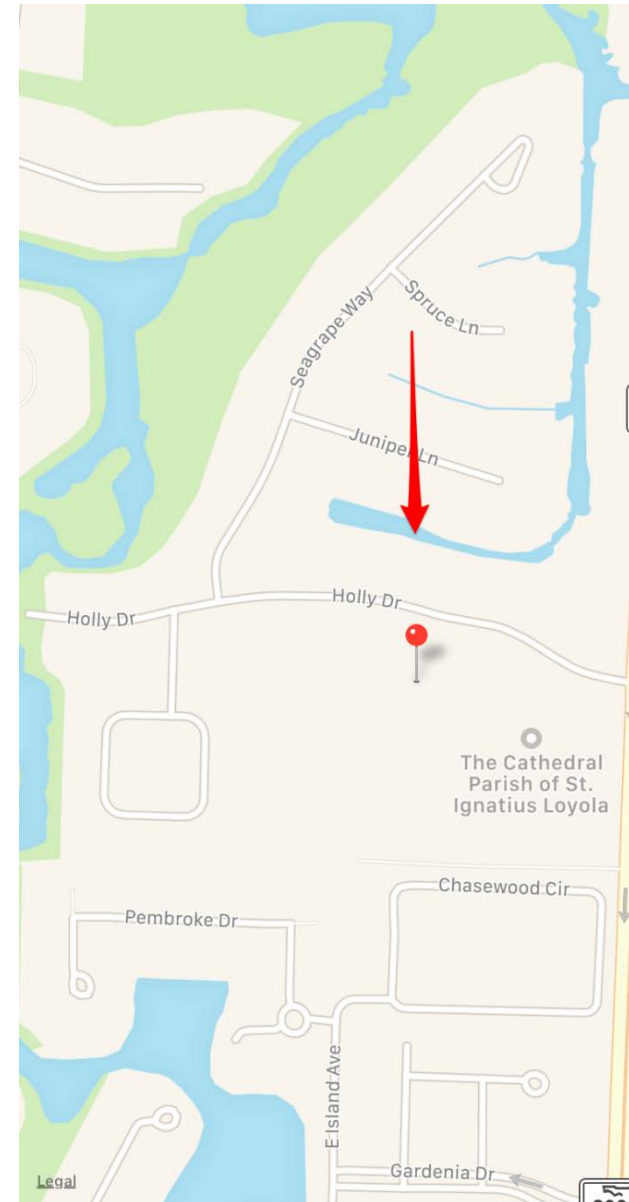 Spruce Ln
Seagrape Way
Juniper Ln
Holly Dr
Holly Dr
The Cathedral
Parish of St.
Ignatius Loyola
Chasewood Cir
Pembroke Dr
E Island Ave
Gardenia Dr
Legal